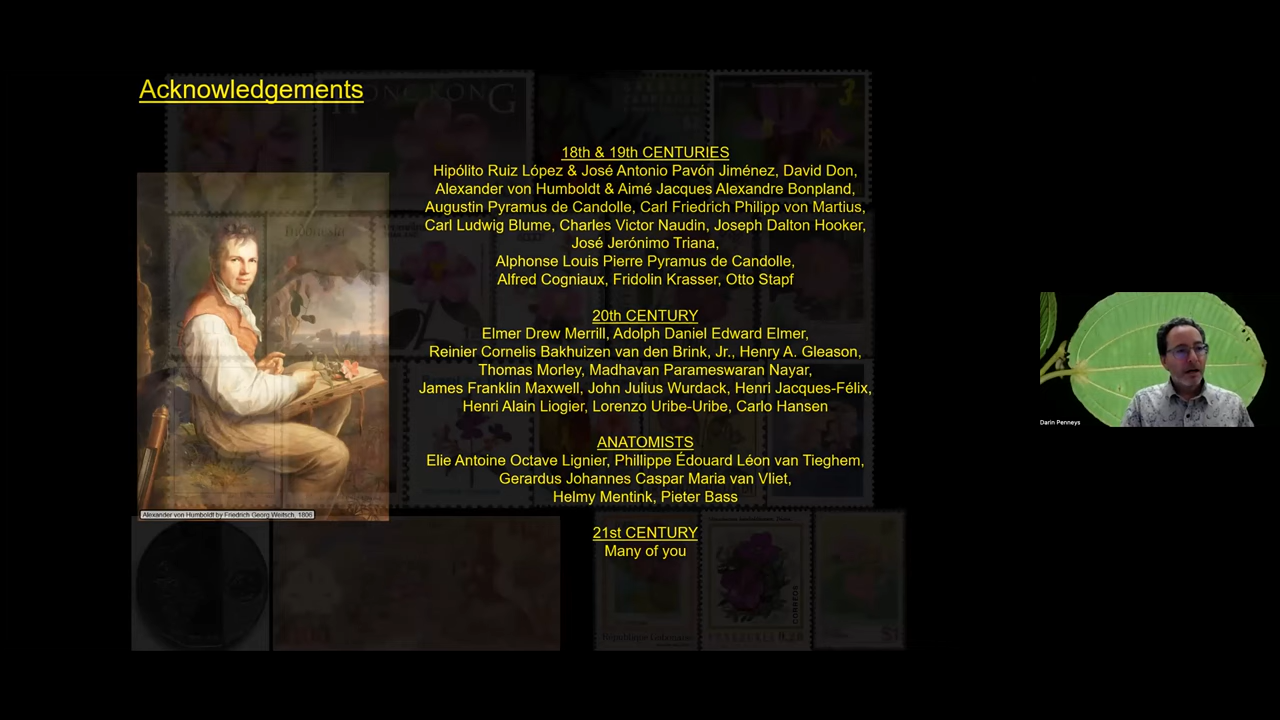 Acknowledgements
HONG KONG
3
18th & 19th CENTURIES
Hipólito Ruiz López & José Antonio Pavón Jiménez, David Don,
Alexander von Humboldt & Aimé Jacques Alexandre Bonpland,
Augustin Pyramus de Candolle, Carl Friedrich Philipp von Martius,
Carl Ludwig Blume, Charles Victor Naudin, Joseph Dalton Hooker,
José Jerónimo Triana,
Alphonse Louis Pierre Pyramus de Candolle,
Alfred Cogniaux, Fridolin Krasser, Otto Stapf
20th CENTURY
Elmer Drew Merrill, Adolph Daniel Edward Elmer,
Reinier Cornelis Bakhuizen van den Brink, Jr., Henry A. Gleason,
Thomas Morley, Madhavan Parameswaran Nayar,
James Franklin Maxwell, John Julius Wurdack, Henri Jacques-Félix,
Henri Alain Liogier, Lorenzo Uribe-Uribe, Carlo Hansen
ANATOMISTS
Elie Antoine Octave Lignier, Phillippe Édouard Léon van Tieghem,
Gerardus Johannes Caspar Maria van Vliet,
Helmy Mentink, Pieter Bass
21st CENTURY
Many of you
Alexander von Humboldt by Friedrich Georg Weitsch, 1806
CORREOS
$1
Darin Penneys